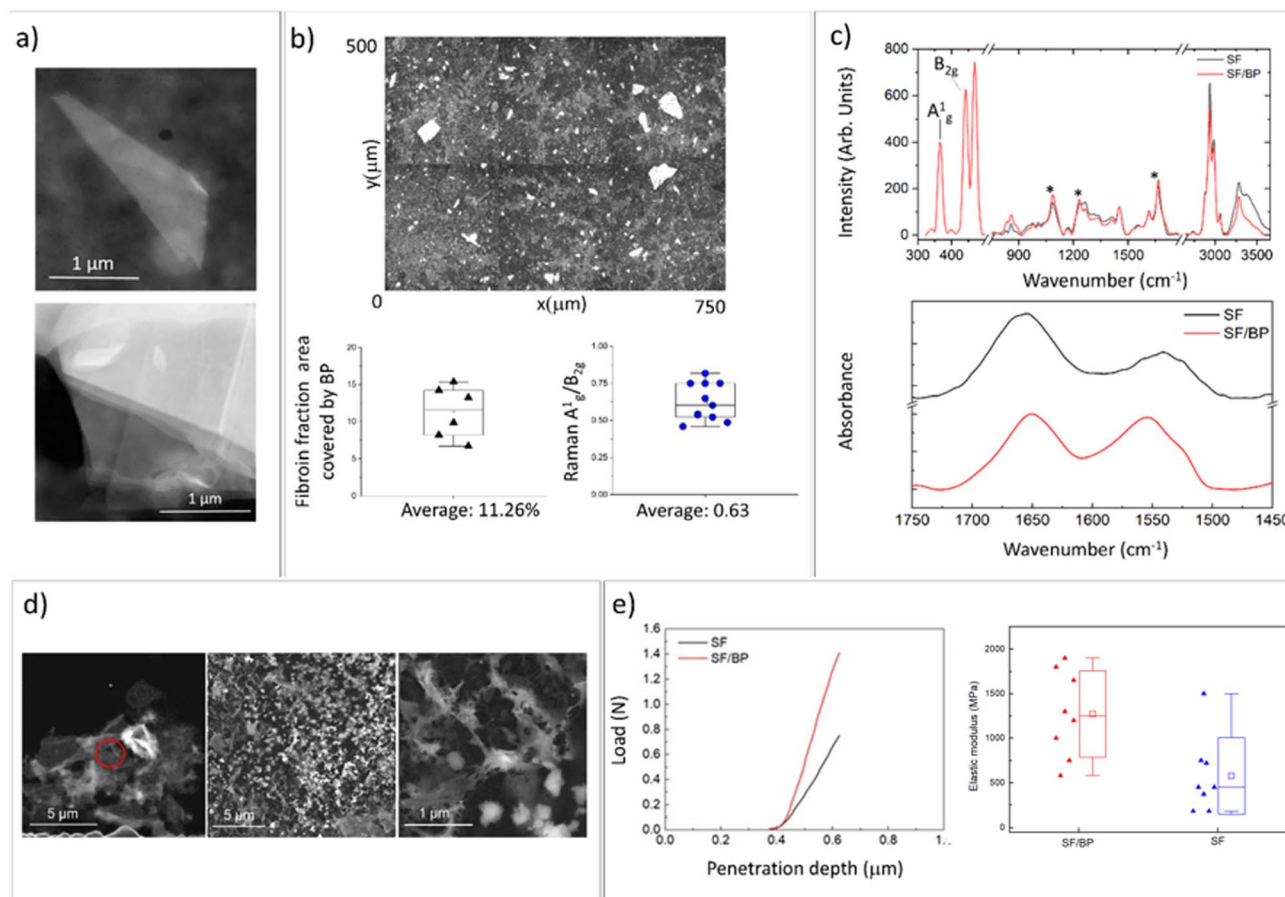 a)
1 µm
1 µm
b)
500
y(µm)
0
x(µm)
750
Fibroin fraction area
covered by BP
20
15
10
5
0
Average: 11.26%
Raman A¹g/B2g
1.00
0.75
0.50
0.25
0.00
Average: 0.63
c)
Intensity (Arb. Units)
800
600
400
200
0
A¹g
B2g
* * *
SF
SF/BP
300 400 900 1200 1500 3000 3500
Wavenumber (cm-1)
Absorbance
SF
SF/BP
1750 1700 1650 1600 1550 1500 1450
Wavenumber (cm-1)
d)
5 µm
5 µm
1 µm
e)
Load (N)
1.6
1.4
1.2
1.0
0.8
0.6
0.4
0.2
0.0
SF
SF/BP
0.0 0.2 0.4 0.6 0.8
Penetration depth (µm)
Elastic modulus (MPa)
2000
1500
1000
500
0
SF/BP SF